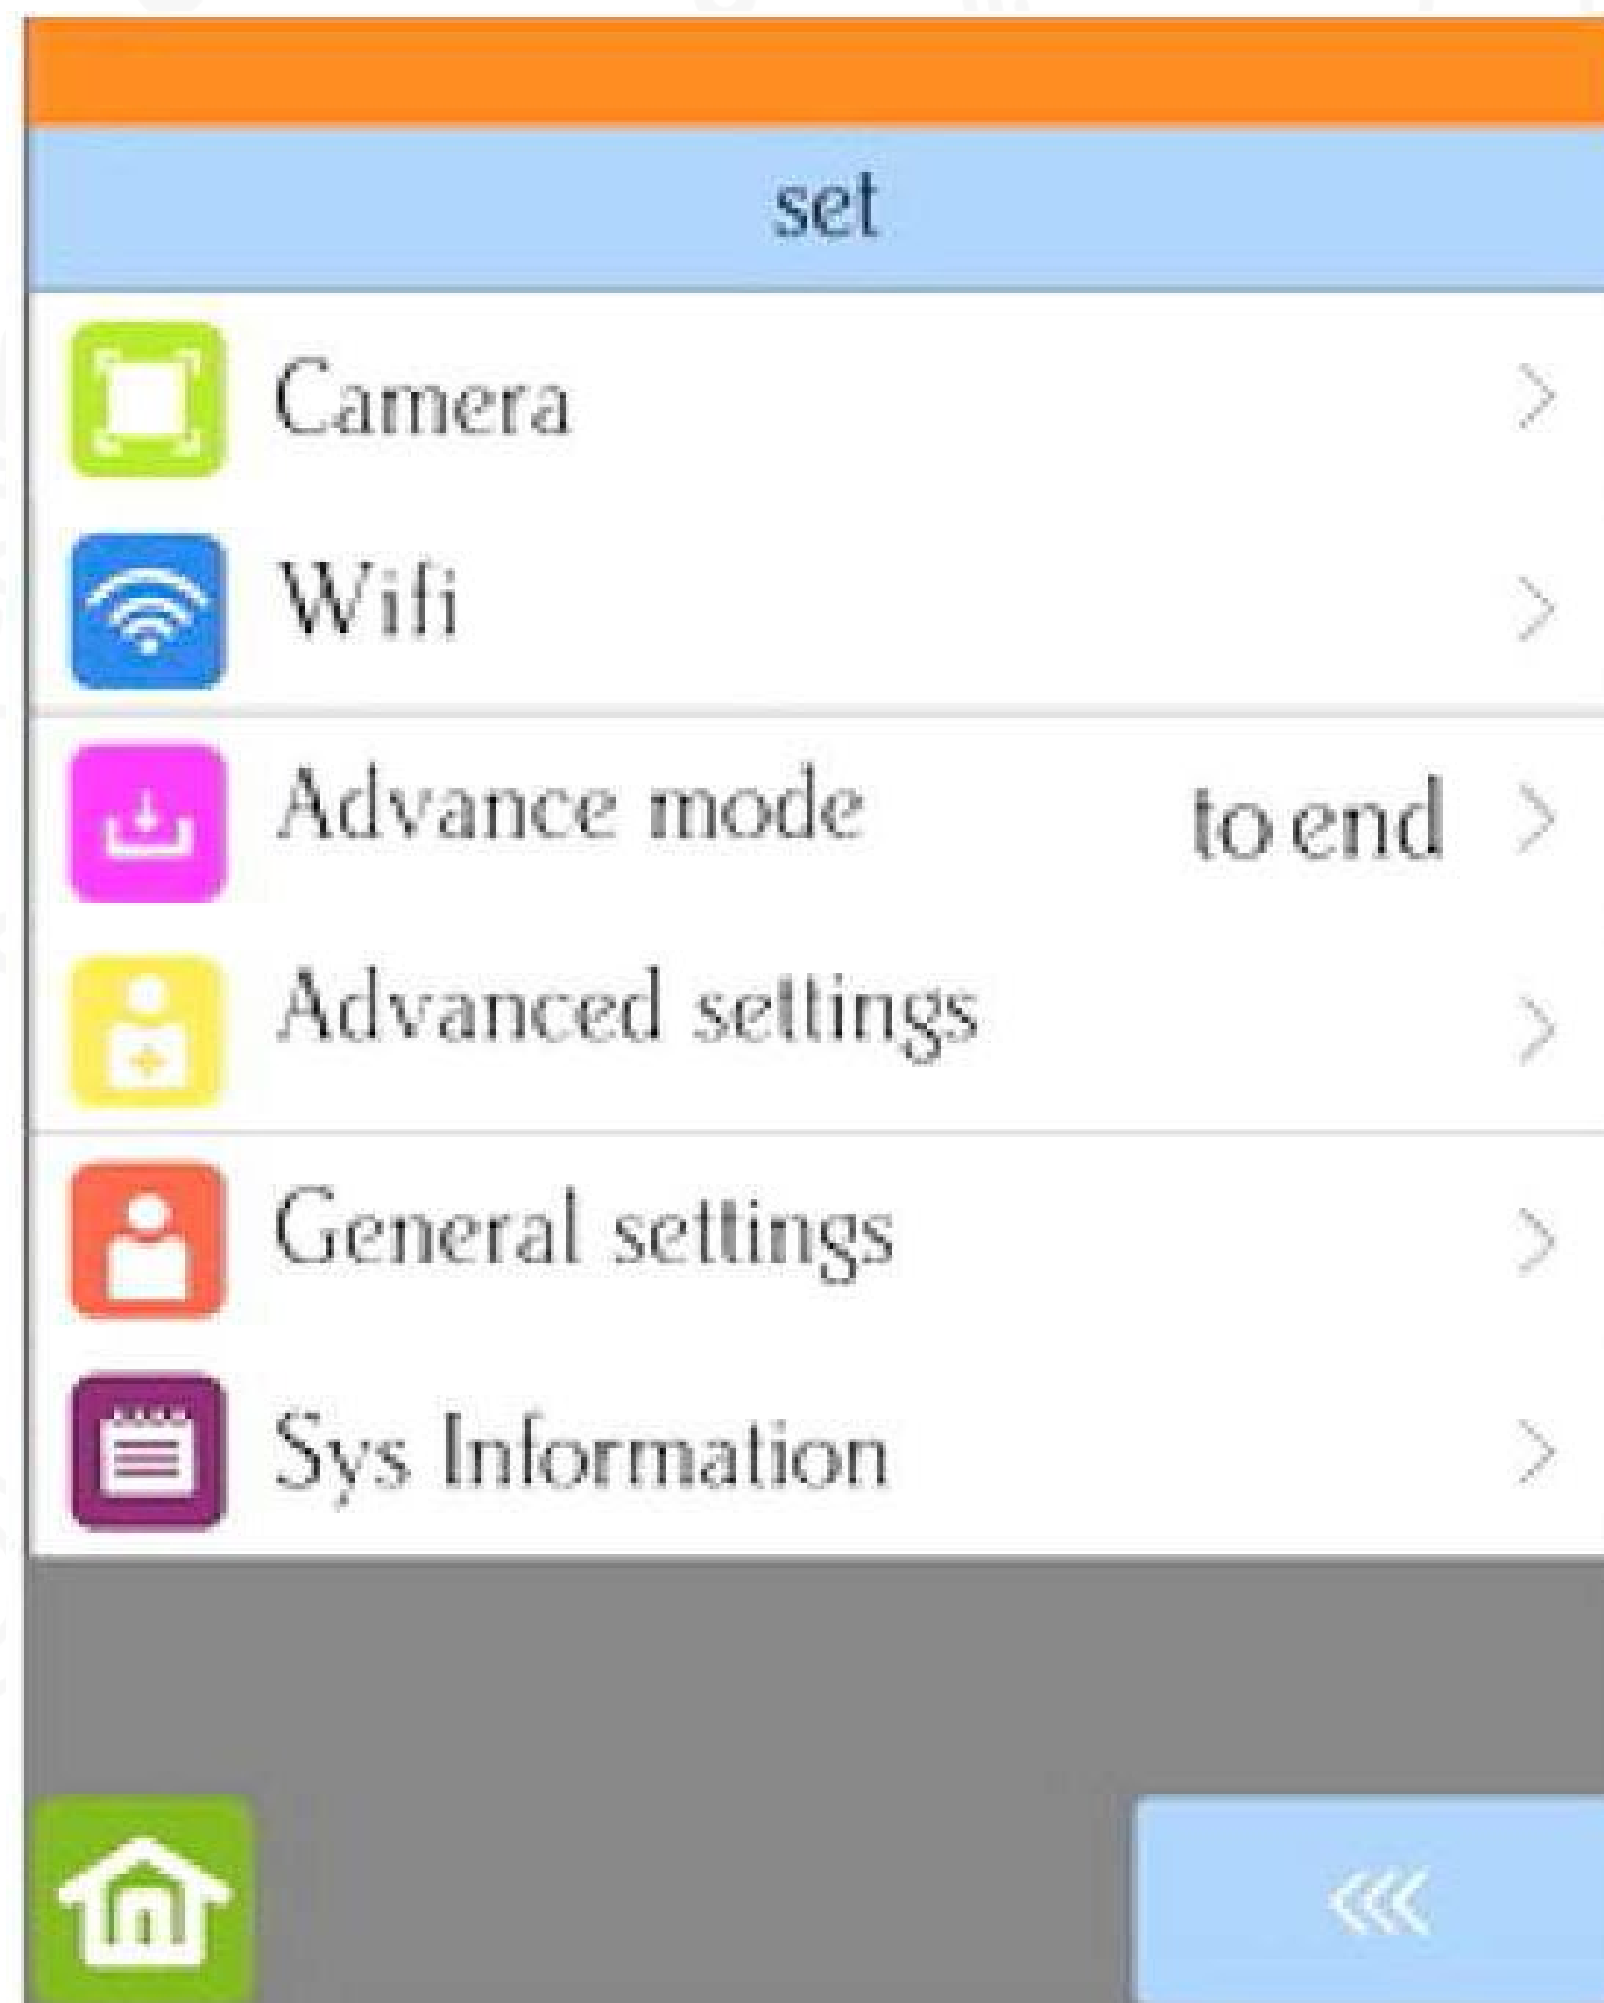 set
Camera
Wifi
Advance mode to end
Advanced settings
General settings
Sys Information